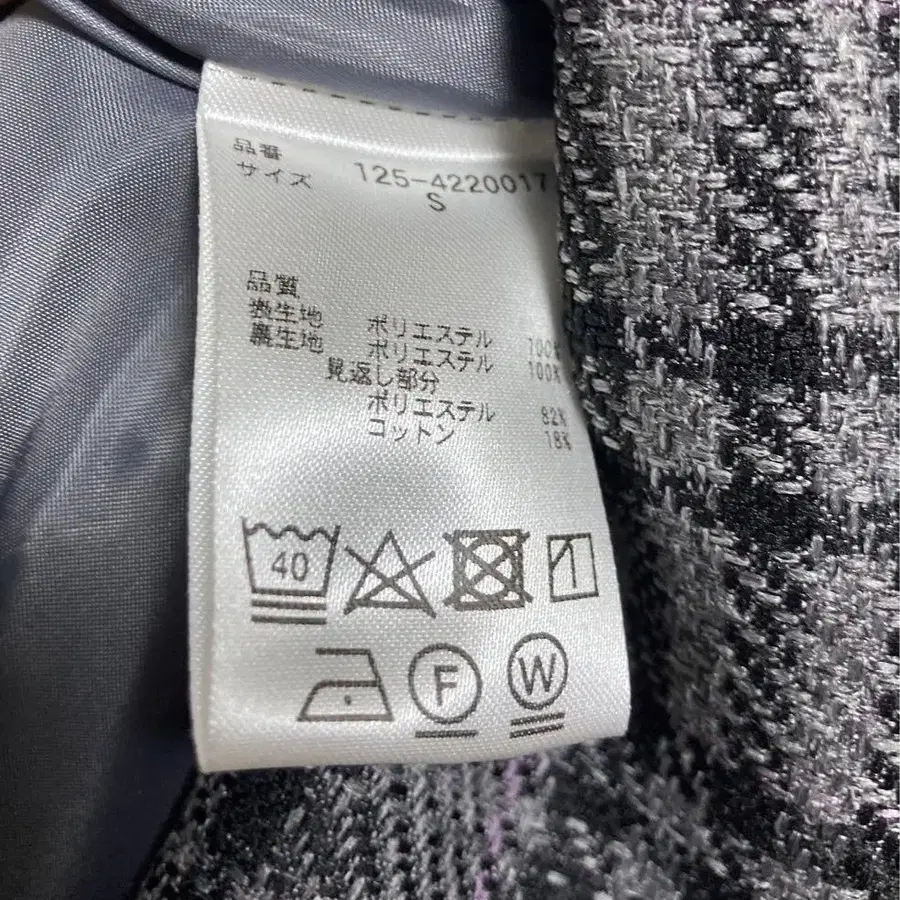 品番 125-4220017
サイズ S
品質
表生地 ポリエステル 100%
裏生地 ポリエステル 100%
見返し部分
ポリエステル 82%
コットン 18%
40
F
W